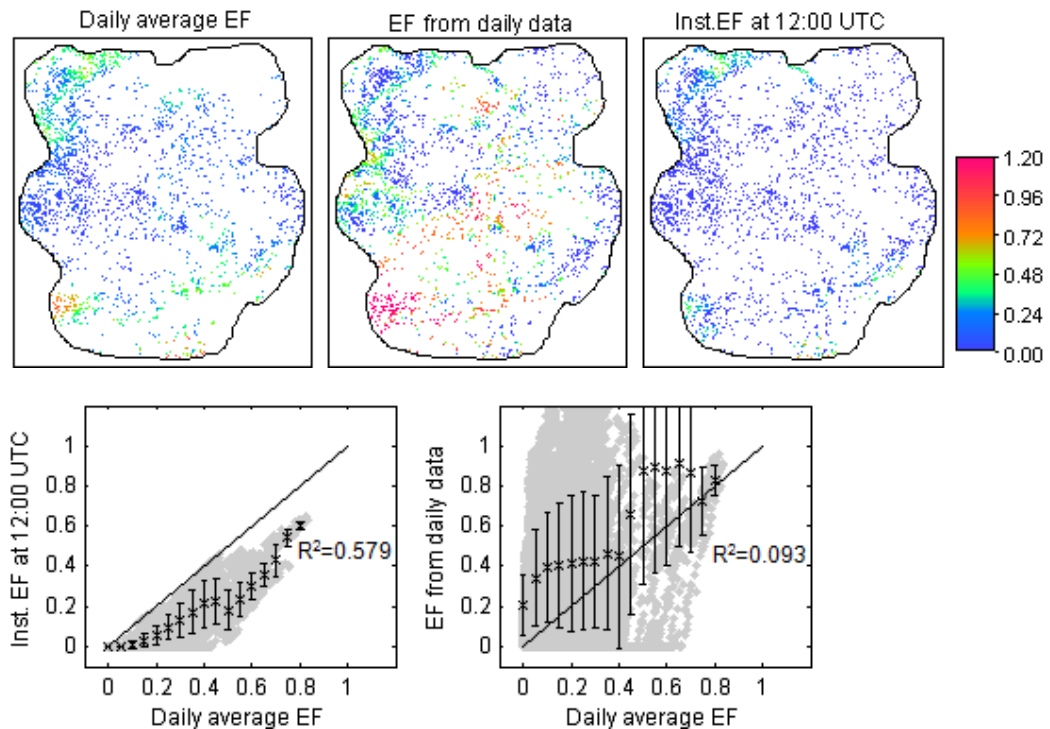 Daily average EF
EF from daily data
Inst.EF at 12:00 UTC
1.20
0.96
0.72
0.48
0.24
0.00
Inst. EF at 12:00 UTC
1
0.8
0.6
0.4
0.2
0
R²=0.579
0 0.2 0.4 0.6 0.8 1
Daily average EF
EF from daily data
1
0.8
0.6
0.4
0.2
0
R²=0.093
0 0.2 0.4 0.6 0.8 1
Daily average EF